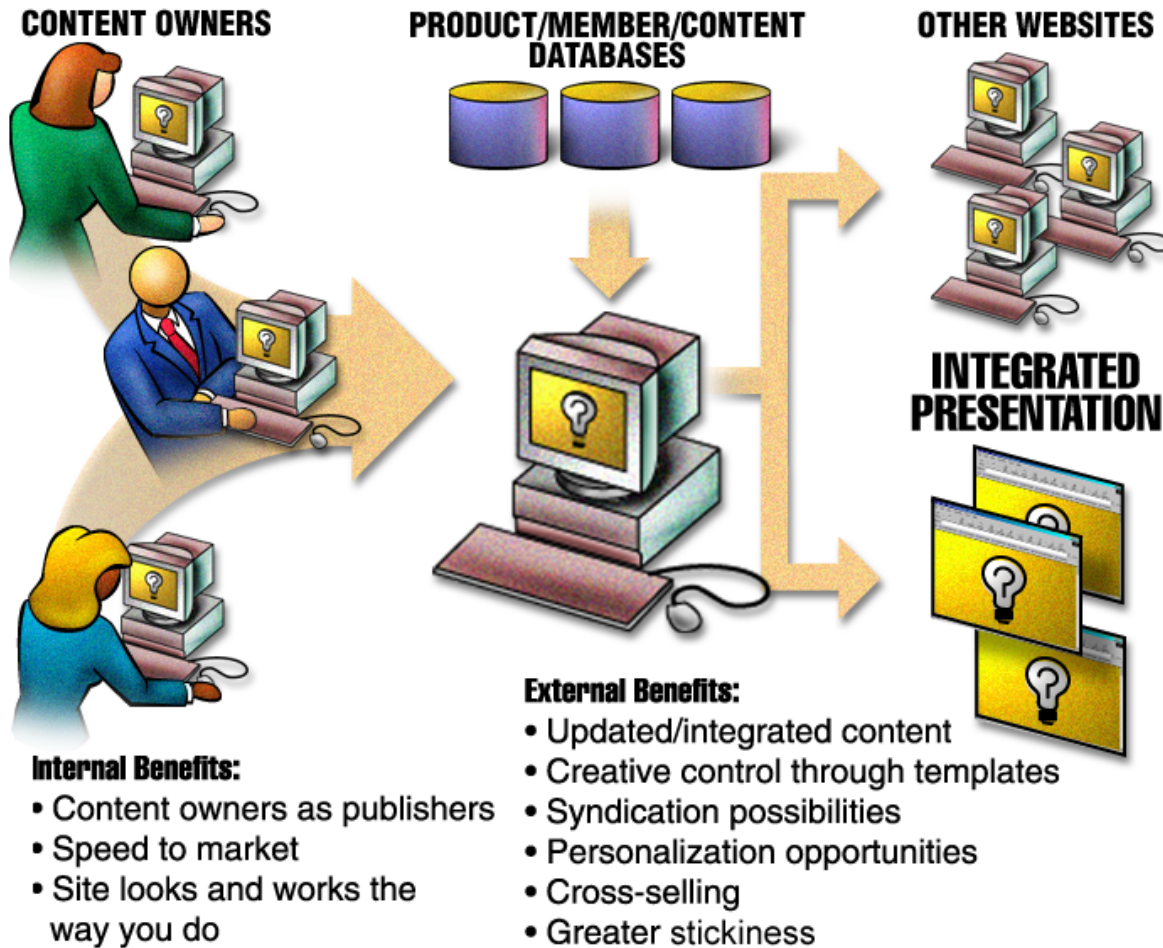 CONTENT OWNERS
PRODUCT/MEMBER/CONTENT
DATABASES
OTHER WEBSITES
INTEGRATED
PRESENTATION
Internal Benefits:
• Content owners as publishers
• Speed to market
• Site looks and works the
way you do
External Benefits:
• Updated/integrated content
• Creative control through templates
• Syndication possibilities
• Personalization opportunities
• Cross-selling
• Greater stickiness